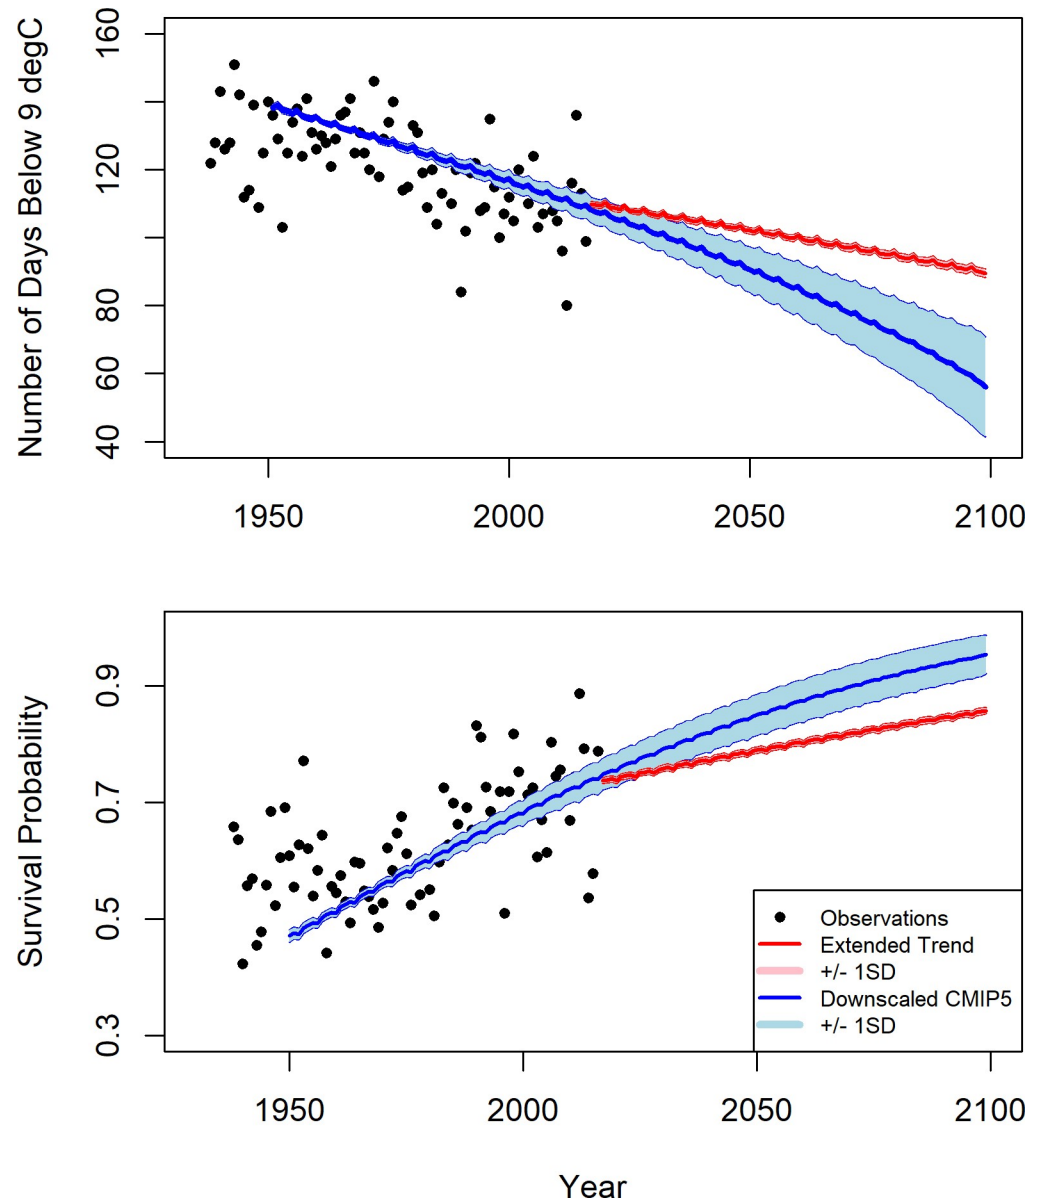 Number of Days Below 9 degC
160
120
80
60
40
1950
2000
2050
2100
Survival Probability
0.9
0.7
0.5
0.3
Observations
Extended Trend
+/- 1SD
Downscaled CMIP5
+/- 1SD
1950
2000
2050
2100
Year